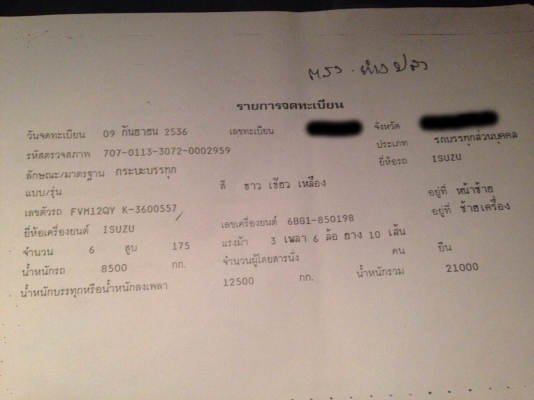 รายการจดทะเบียน
วันจดทะเบียน 09 กันยายน 2536 เลขทะเบียน จังหวัด
รหัสตรวจสภาพ 707-0113-3072-0002959 ประเภท รถบรรทุกส่วนบุคคล
ลักษณะ/มาตรฐาน กระบะบรรทุก ยี่ห้อรถ ISUZU
แบบ/รุ่น สี ขาว เขียว เหลือง
เลขตัวรถ FVM12QY K-3600557 อยู่ที่ หน้าซ้าย
ยี่ห้อเครื่องยนต์ ISUZU เลขเครื่องยนต์ 6BG1-850198 อยู่ที่ ซ้ายเครื่อง
จำนวน 6 สูบ 175 แรงม้า 3 เพลา 6 ล้อ ยาง 10 เส้น
น้ำหนักรถ 8500 กก. จำนวนผู้โดยสารนั่ง คน ยืน
น้ำหนักบรรทุกหรือน้ำหนักลงเพลา 12500 กก. น้ำหนักรวม 21000